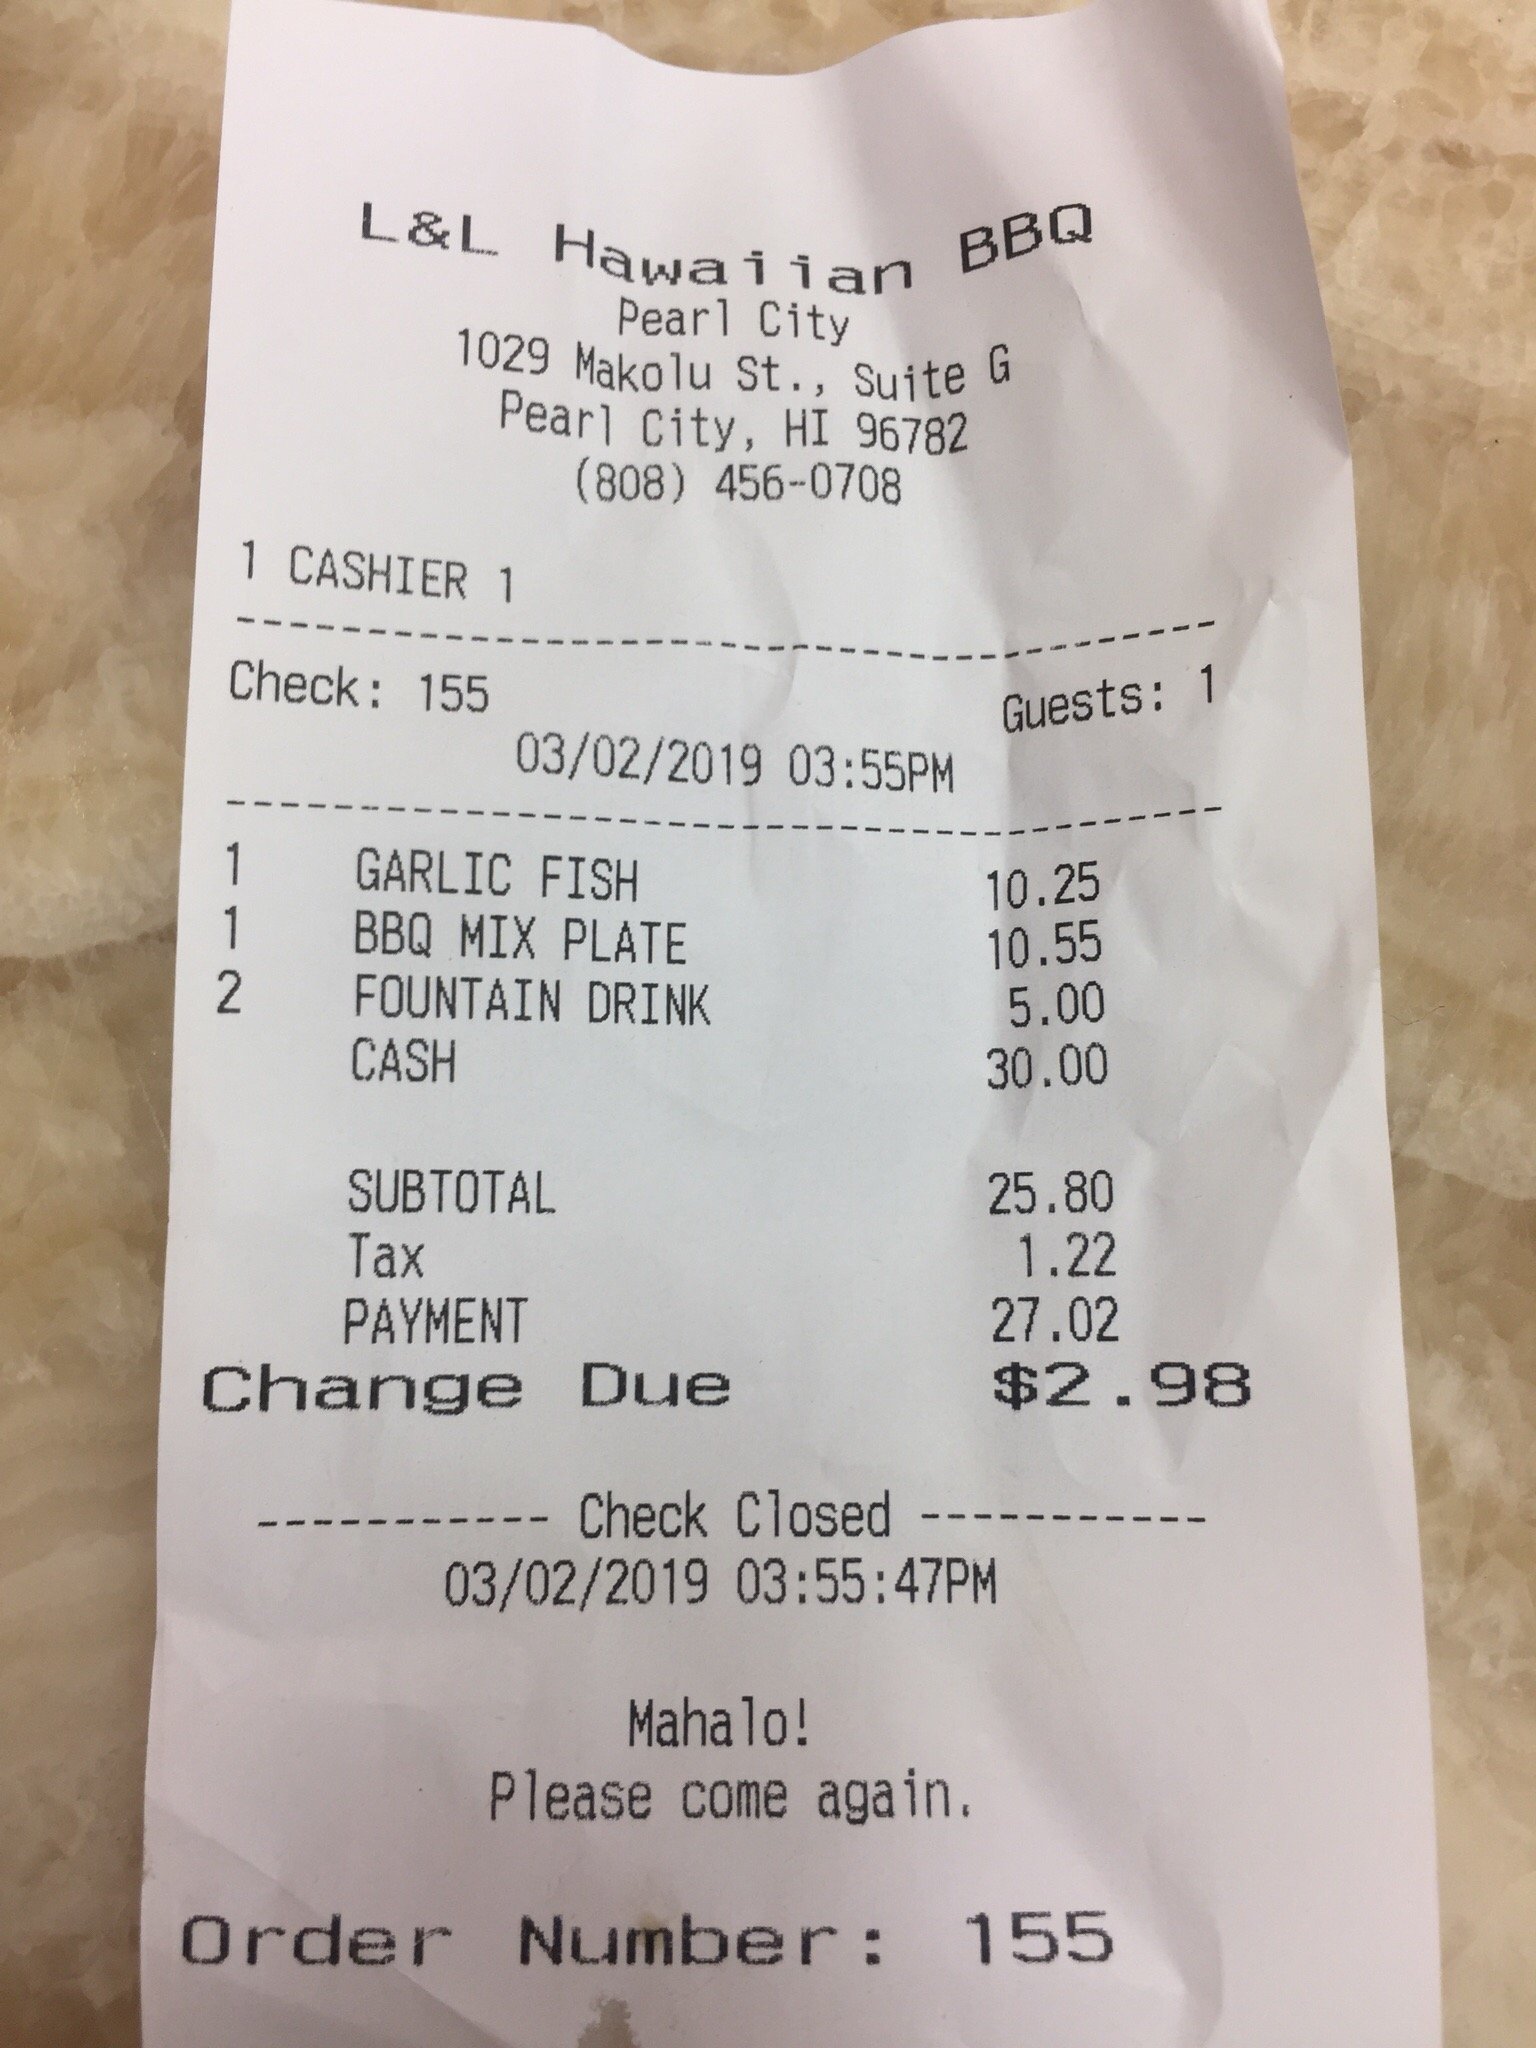 L&L Hawaiian BBQ
Pearl City
1029 Makolu St., Suite G
Pearl City, HI 96782
(808) 456-0708
1 CASHIER 1
----------------------------------------
Check: 155 Guests: 1
03/02/2019 03:55PM
----------------------------------------
1 GARLIC FISH 10.25
1 BBQ MIX PLATE 10.55
2 FOUNTAIN DRINK 5.00
CASH 30.00
SUBTOTAL 25.80
Tax 1.22
PAYMENT 27.02
Change Due $2.98
----------- Check Closed -----------
03/02/2019 03:55:47PM
Mahalo!
Please come again.
Order Number: 155